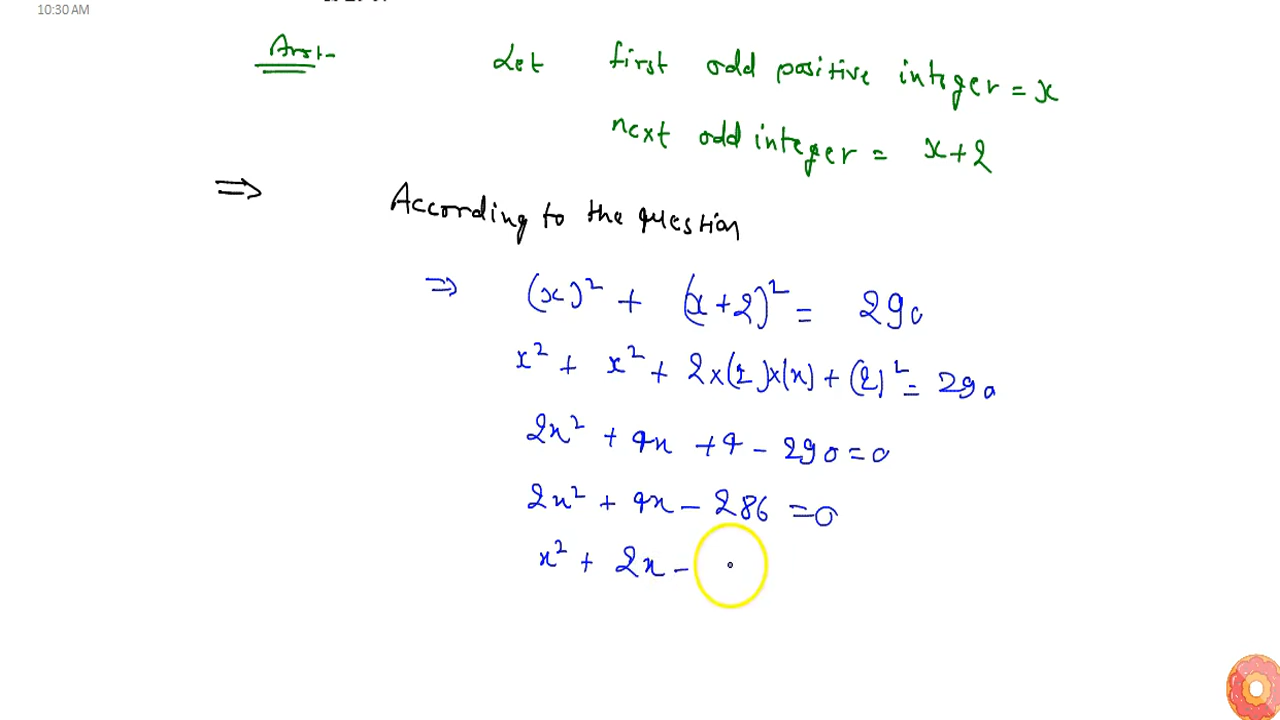 10:30 AM
Ans:- Let first odd positive integer = x
next odd integer = x+2
⇒ According to the question
⇒ (x)² + (x+2)² = 290
x² + x² + 2×(2)×(x) + (2)² = 290
2x² + 4x + 4 - 290 = 0
2x² + 4x - 286 = 0
x² + 2x -